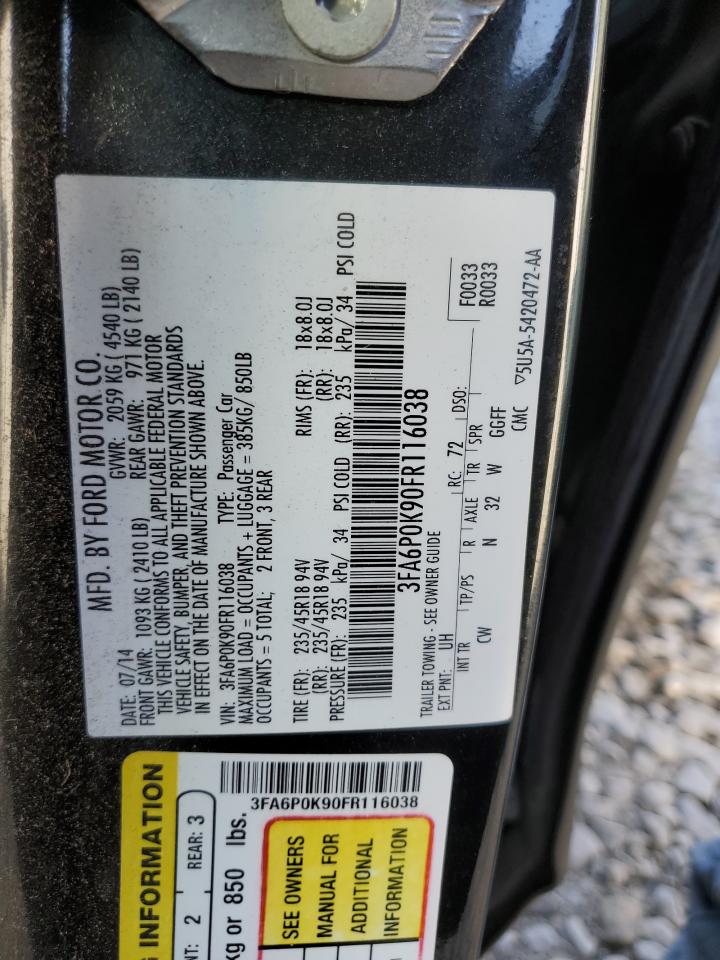 MFD. BY FORD MOTOR CO.
DATE: 07/14 GVWR: 2059 KG ( 4540 LB)
FRONT GAWR: 1093 KG ( 2410 LB) REAR GAWR: 971 KG ( 2140 LB)
THIS VEHICLE CONFORMS TO ALL APPLICABLE FEDERAL MOTOR
VEHICLE SAFETY, BUMPER, AND THEFT PREVENTION STANDARDS
IN EFFECT ON THE DATE OF MANUFACTURE SHOWN ABOVE.
VIN: 3FA6P0K90FR116038 TYPE: Passenger Car
MAXIMUM LOAD = OCCUPANTS + LUGGAGE = 385KG/ 850LB
OCCUPANTS = 5 TOTAL; 2 FRONT, 3 REAR
TIRE (FR): 235/45R18 94V RIMS (FR): 18x8.0J
(RR): 235/45R18 94V (RR): 18x8.0J
PRESSURE (FR): 235 kPa/ 34 PSI COLD (RR): 235 kPa/ 34 PSI COLD
3FA6P0K90FR116038
TRAILER TOWING - SEE OWNER GUIDE
EXT PNT: UH RC: 72 DSO: F0033
R0033
INT TR TP/PS R AXLE TR SPR
CW N 32 W GGFF
CMC ▽5U5A-5420472-AA
INFORMATION
2 REAR: 3
3FA6P0K90FR116038
kg or 850 lbs.
SEE OWNERS
MANUAL FOR
ADDITIONAL
INFORMATION